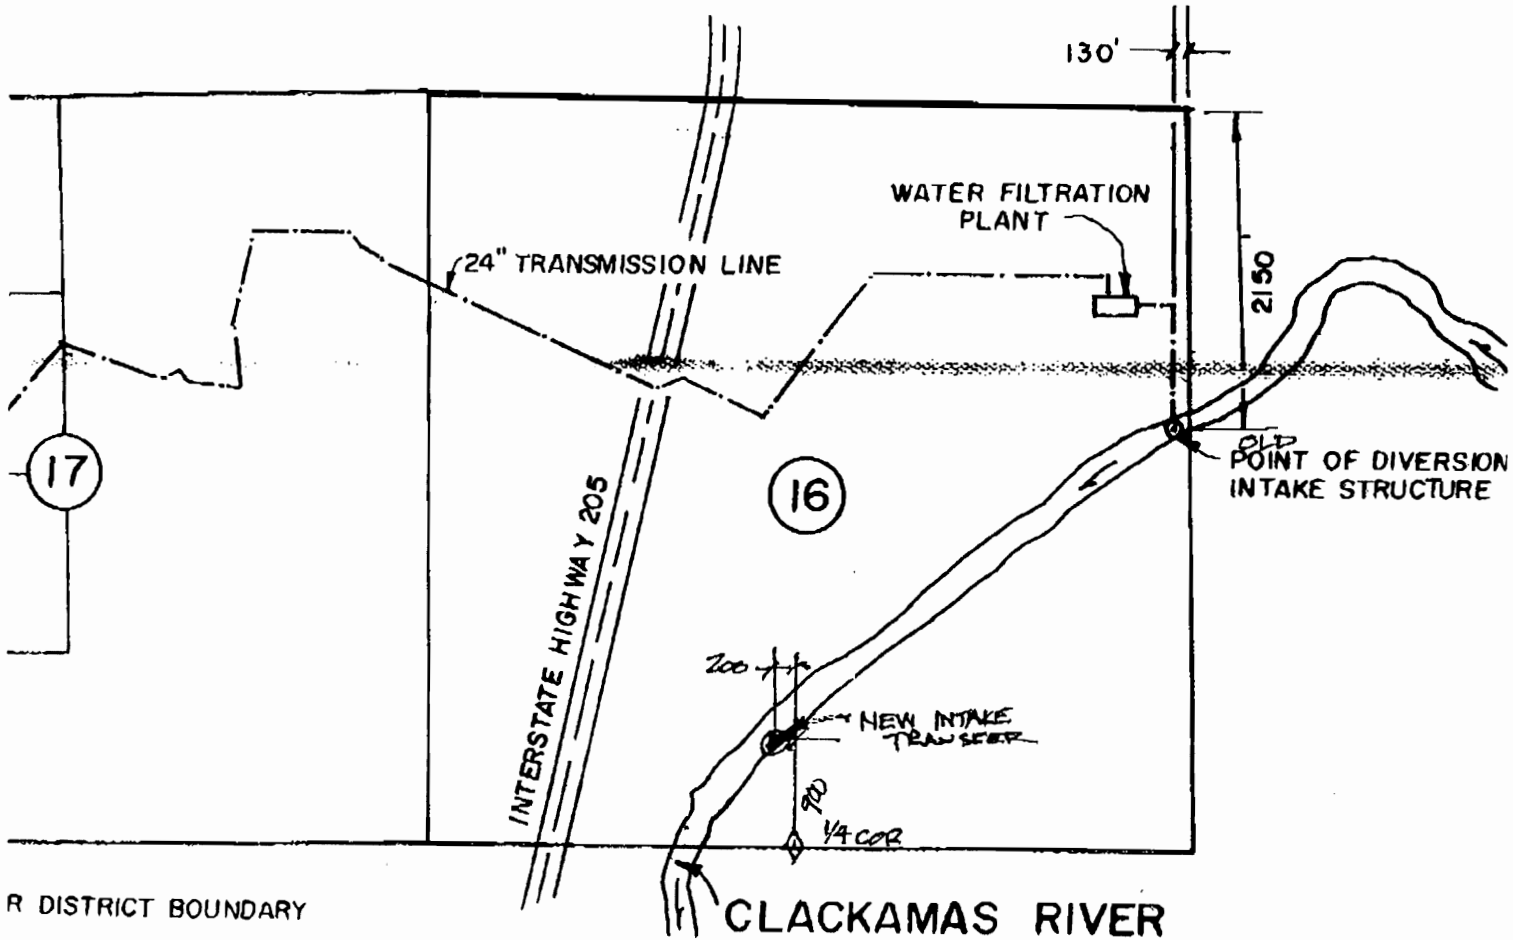 130'
WATER FILTRATION
PLANT
24" TRANSMISSION LINE
2150
OLD
POINT OF DIVERSION
INTAKE STRUCTURE
17
16
INTERSTATE HIGHWAY 205
200
NEW INTAKE
TRANSFER
900
1/4 COR
R DISTRICT BOUNDARY
CLACKAMAS RIVER